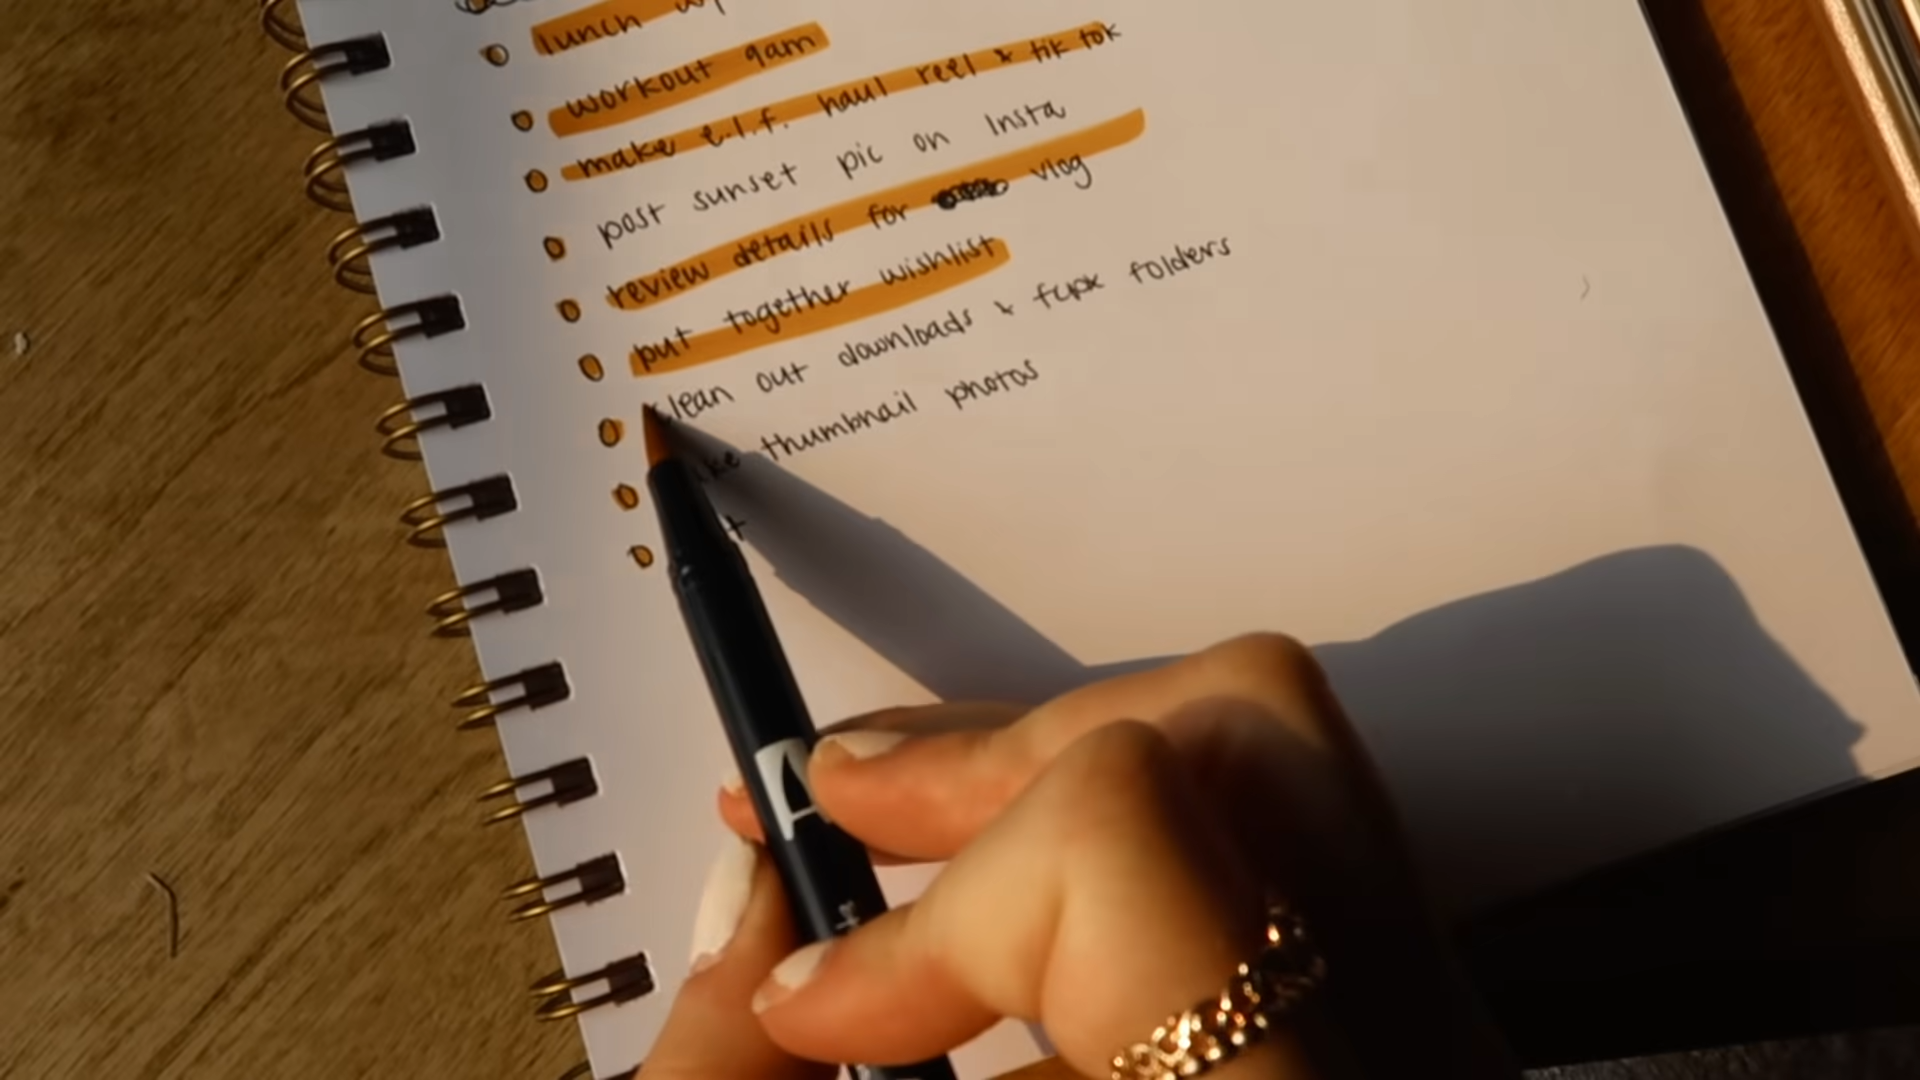 lunch
workout 9am
make e.l.f. haul reel & tik tok
post sunset pic on Insta
review details for vlog
put together wishlist
clean out downloads & fcpx folders
thumbnail photos